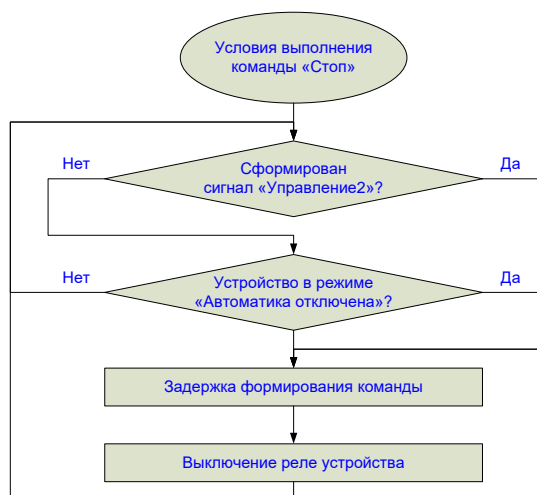 Условия выполнения
команды «Стоп»
Нет
Да
Сформирован
сигнал «Управление2»?
Нет
Да
Устройство в режиме
«Автоматика отключена»?
Задержка формирования команды
Выключение реле устройства